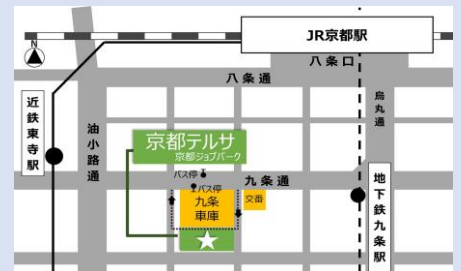 N
JR京都駅
八条口
八条通
近鉄東寺駅
油小路通
烏丸通
京都テルサ
京都ジョブパーク
バス停
バス停
九条通
九条
車庫
交番
地下鉄九条駅